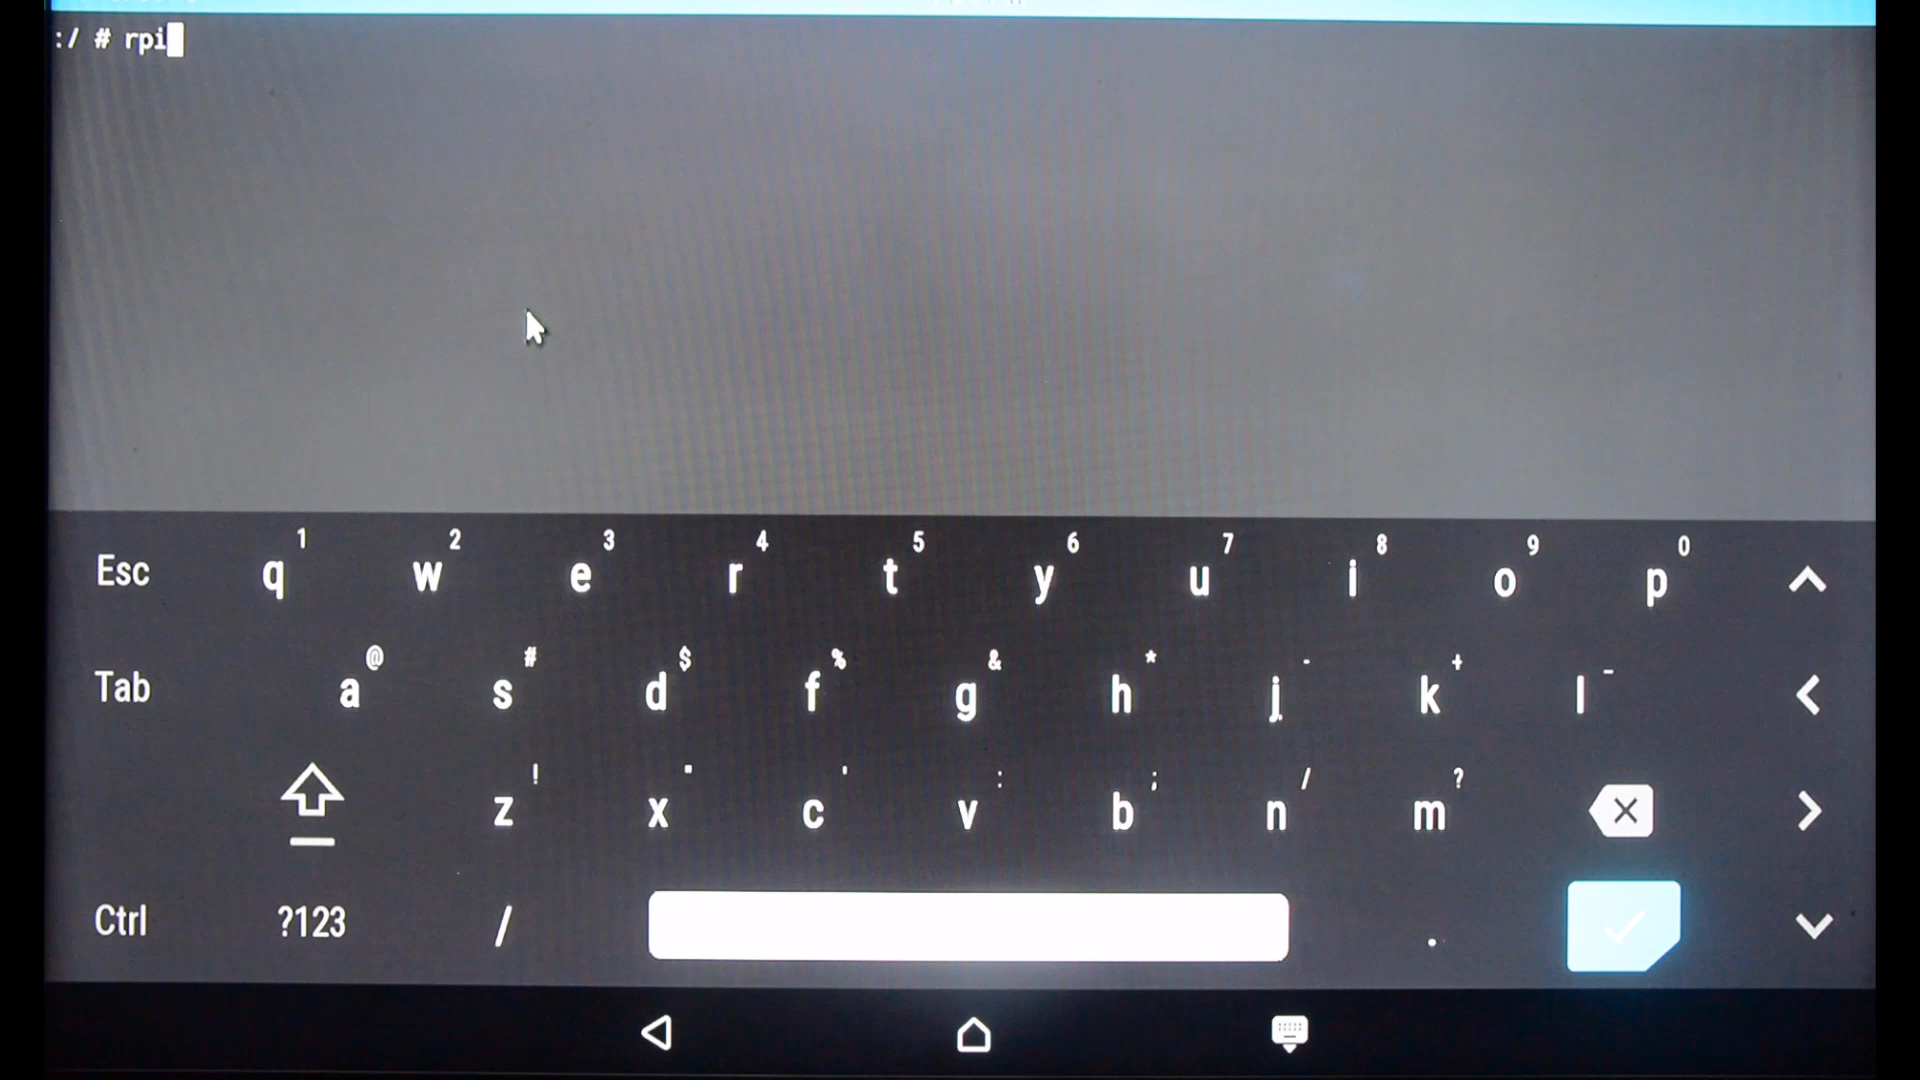 :/ # rpi
1 2 3 4 5 6 7 8 9 0
Esc q w e r t y u i o p
@ # $ % & * - + _
Tab a s d f g h j k l
! " ' : ; / ?
z x c v b n m
Ctrl ?123 / .